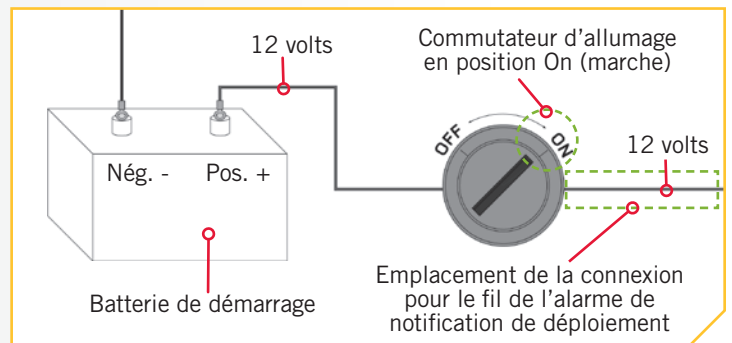 12 volts
Commutateur d’allumage
en position On (marche)
OFF
ON
12 volts
Nég. -
Pos. +
Batterie de démarrage
Emplacement de la connexion
pour le fil de l’alarme de
notification de déploiement